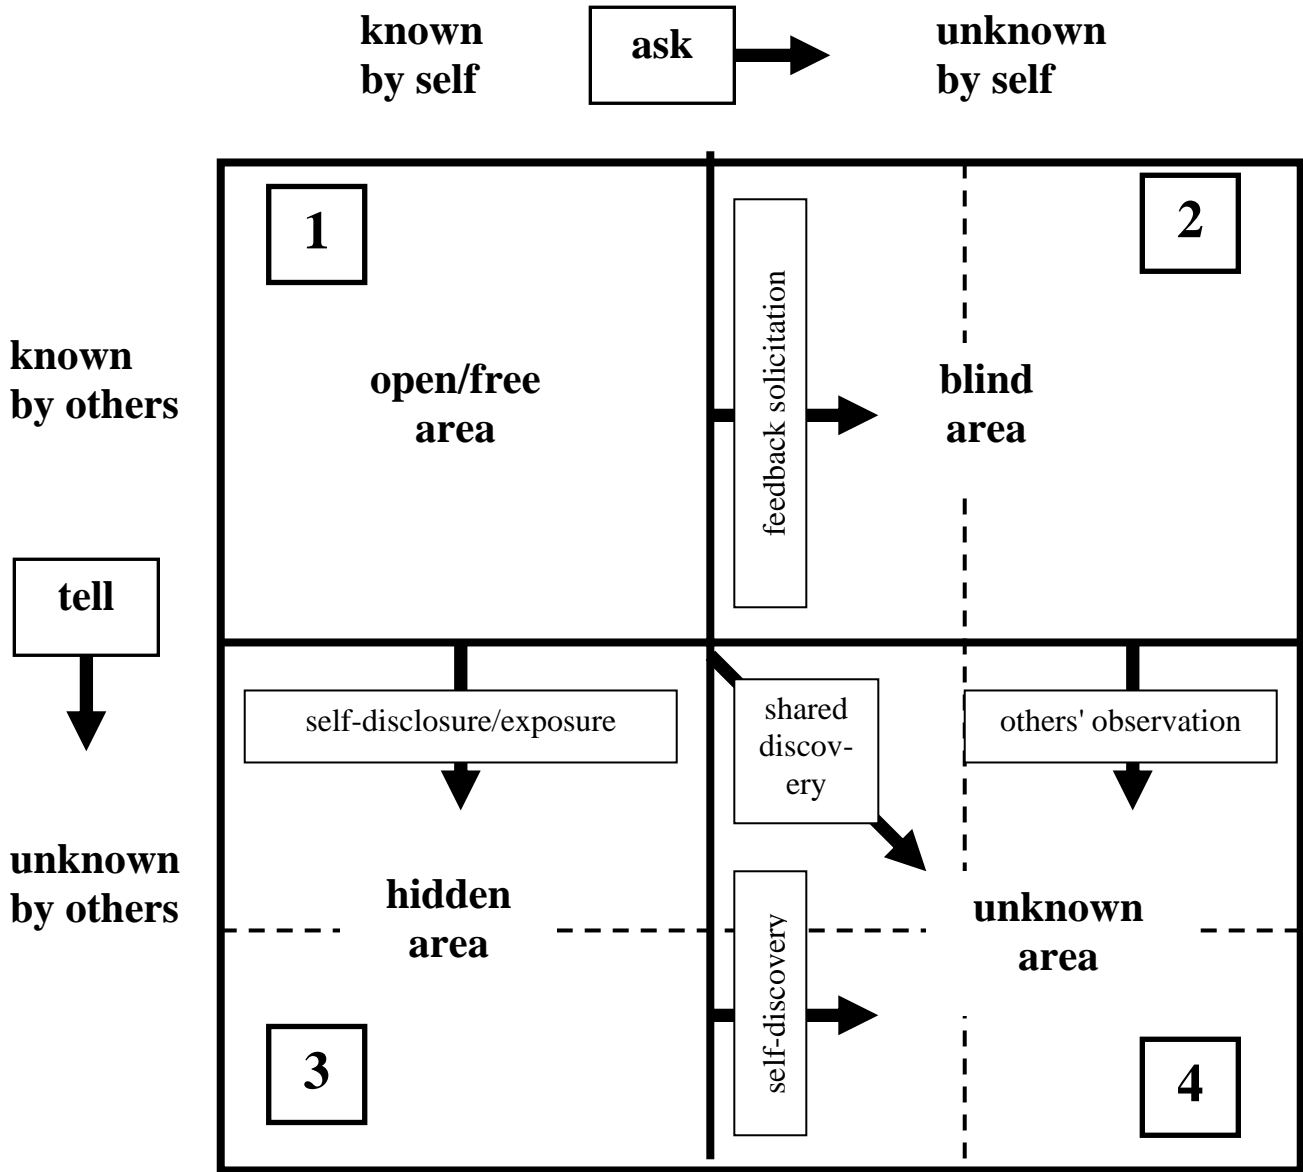 known
by self
ask
unknown
by self
1
2
known
by others
open/free
area
feedback solicitation
blind
area
tell
self-disclosure/exposure
shared
discov-
ery
others' observation
unknown
by others
hidden
area
self-discovery
unknown
area
3
4